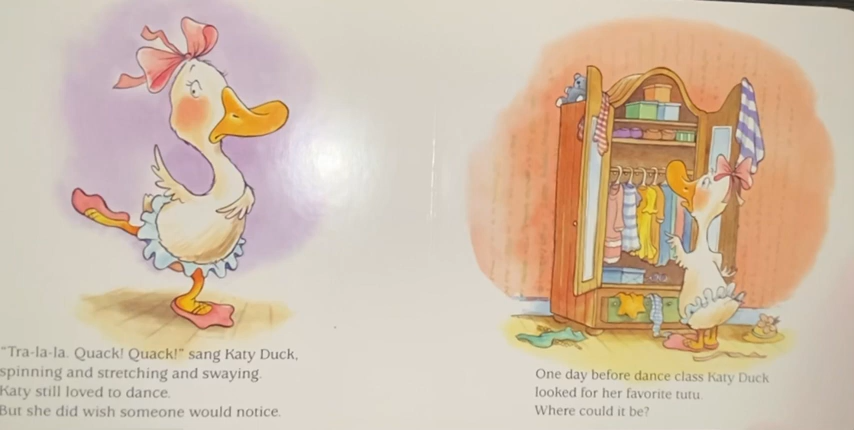 "Tra-la-la. Quack! Quack!" sang Katy Duck,
spinning and stretching and swaying.
Katy still loved to dance.
But she did wish someone would notice.
One day before dance class Katy Duck
looked for her favorite tutu.
Where could it be?